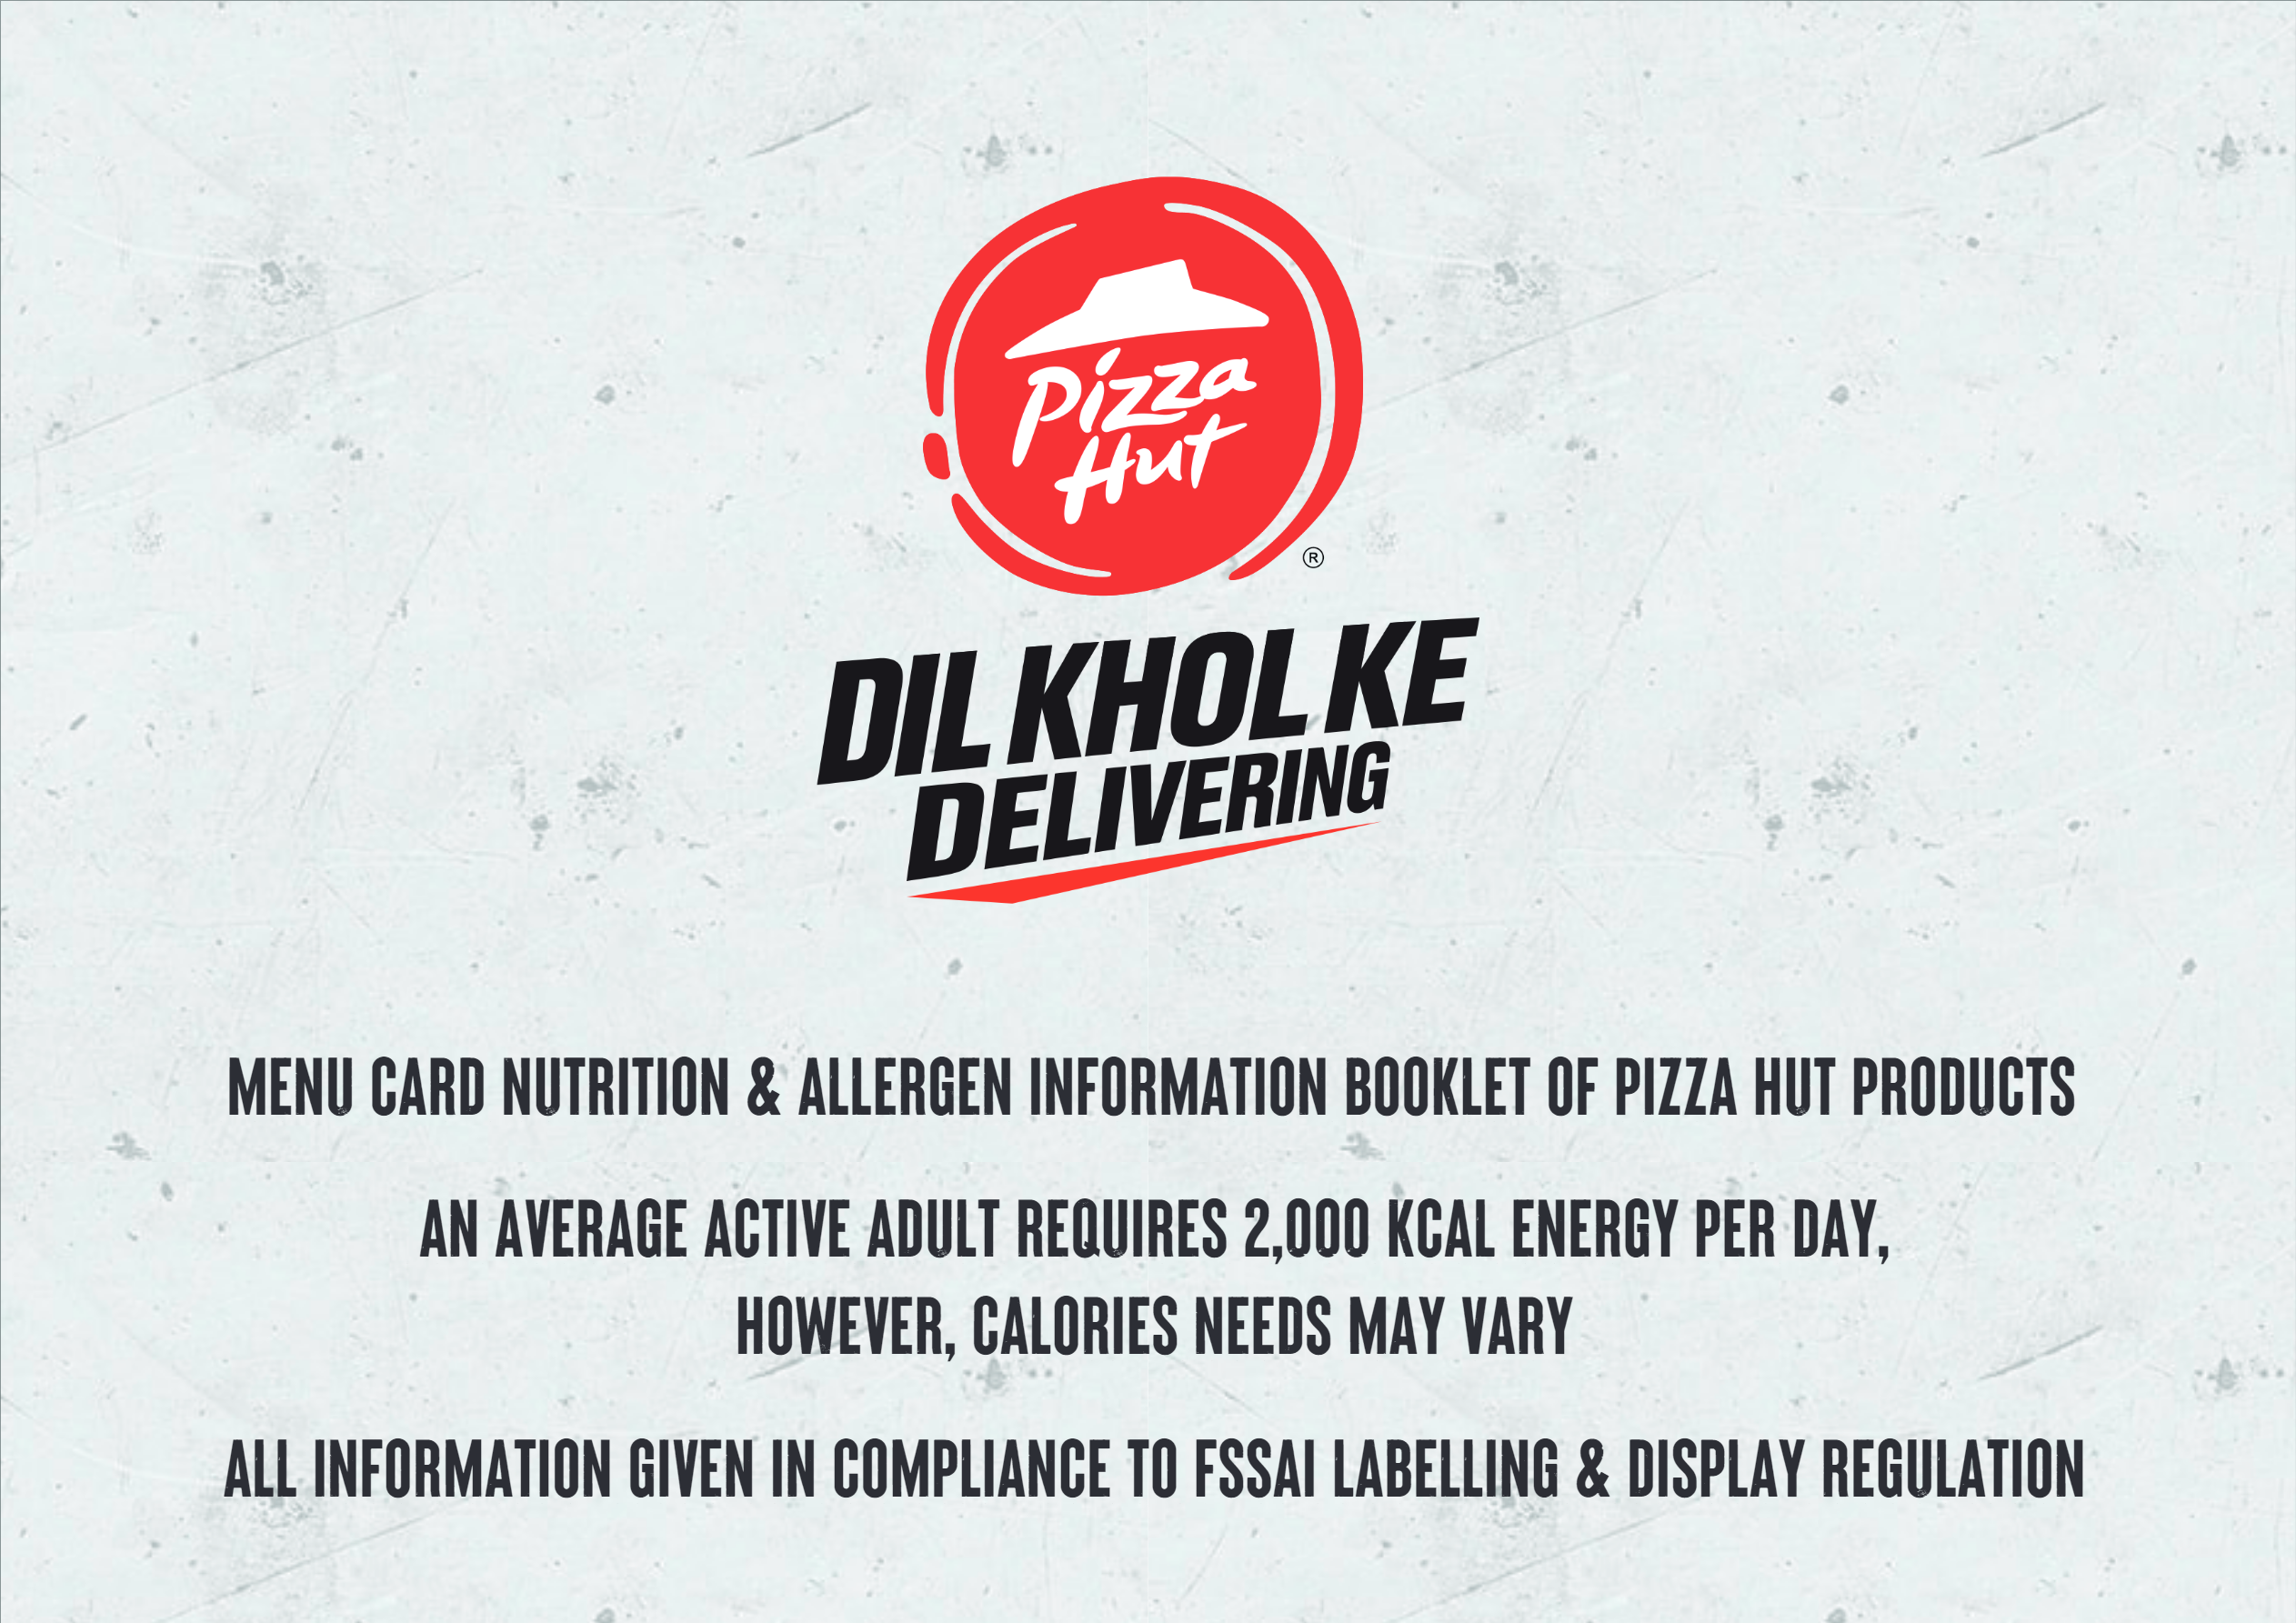 Pizza
Hut
®
DIL KHOL KE
DELIVERING
MENU CARD NUTRITION & ALLERGEN INFORMATION BOOKLET OF PIZZA HUT PRODUCTS
AN AVERAGE ACTIVE ADULT REQUIRES 2,000 KCAL ENERGY PER DAY,
HOWEVER, CALORIES NEEDS MAY VARY
ALL INFORMATION GIVEN IN COMPLIANCE TO FSSAI LABELLING & DISPLAY REGULATION